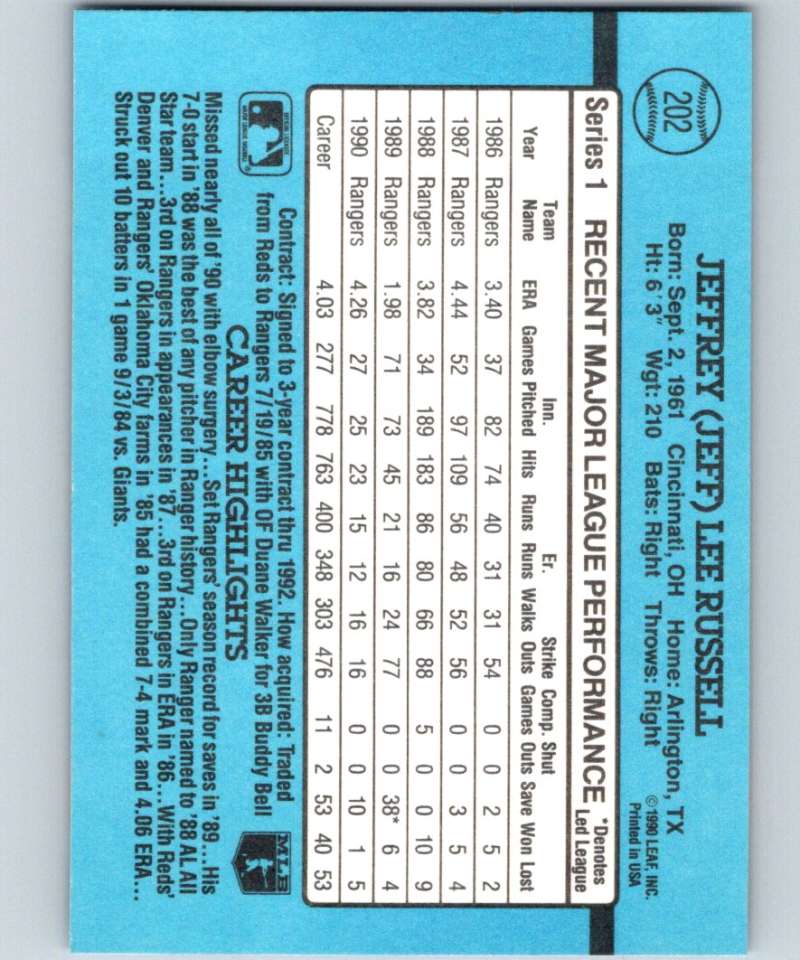 202
JEFFREY (JEFF) LEE RUSSELL
Born: Sept. 2, 1961 Cincinnati, OH Home: Arlington, TX
Ht: 6'3" Wgt: 210 Bats: Right Throws: Right
© 1990 LEAF, INC.
Printed in USA
Series 1 RECENT MAJOR LEAGUE PERFORMANCE *Denotes Led League
Team Inn. Er. Strike Comp. Shut
Year Name ERA Games Pitched Hits Runs Runs Walks Outs Games Outs Save Won Lost
1986 Rangers 3.40 37 82 74 40 31 31 54 0 0 2 5 2
1987 Rangers 4.44 52 97 109 56 48 52 56 0 0 3 5 4
1988 Rangers 3.82 34 189 183 86 80 66 88 5 0 0 10 9
1989 Rangers 1.98 71 73 45 21 16 24 77 0 0 38* 6 4
1990 Rangers 4.26 27 25 23 15 12 16 16 0 0 10 1 5
Career 4.03 277 778 763 400 348 303 476 11 2 53 40 53
Contract: Signed to 3-year contract thru 1992. How acquired: Traded
from Reds to Rangers 7/19/85 with OF Duane Walker for 3B Buddy Bell
MLB
CAREER HIGHLIGHTS
Missed nearly all of '90 with elbow surgery...Set Rangers' season record for saves in '89...His
7-0 start in '88 was the best of any pitcher in Ranger history...Only Ranger named to '88 AL All
Star team...3rd on Rangers in appearances in '87...3rd on Rangers in ERA in '86...With Reds'
Denver and Rangers' Oklahoma City farms in '85 had a combined 7-4 mark and 4.06 ERA...
Struck out 10 batters in 1 game 9/3/84 vs. Giants.